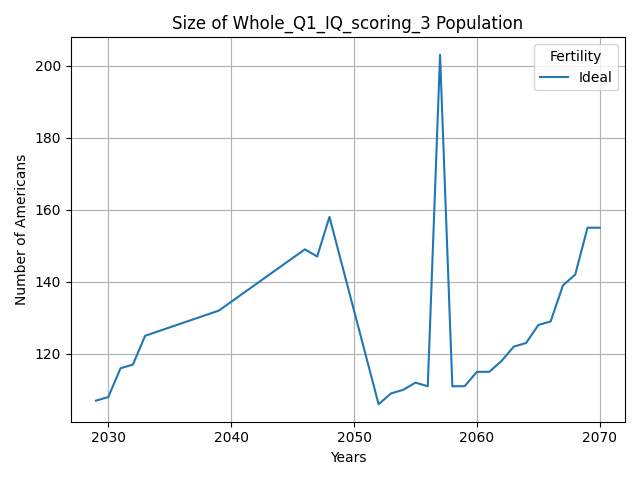 Size of Whole_Q1_IQ_scoring_3 Population
Fertility
Ideal
Number of Americans
200
180
160
140
120
2030
2040
2050
2060
2070
Years